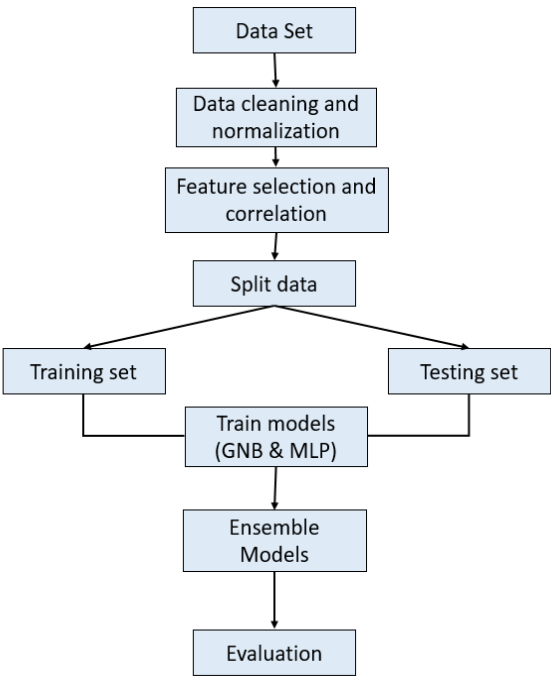 Data Set
Data cleaning and
normalization
Feature selection and
correlation
Split data
Training set
Testing set
Train models
(GNB & MLP)
Ensemble
Models
Evaluation